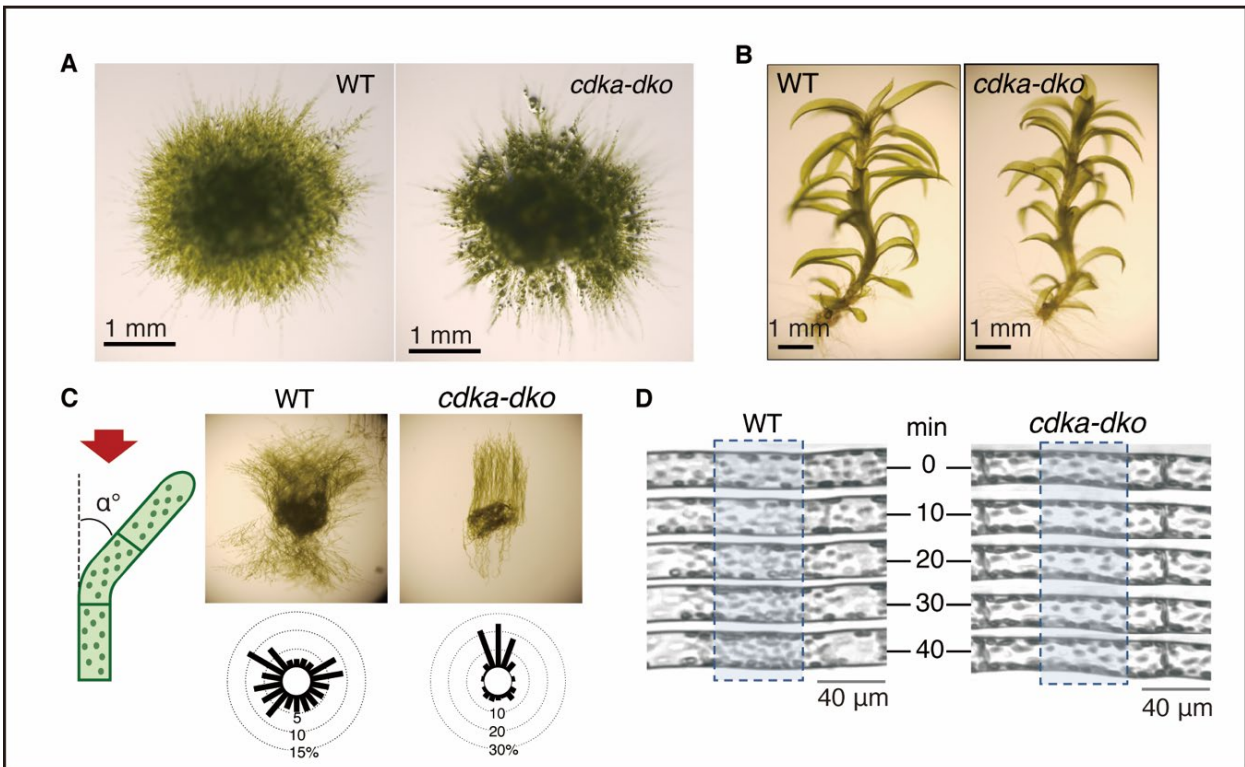 A
WT
cdka-dko
1 mm
1 mm
B
WT
cdka-dko
1 mm
1 mm
C
WT
cdka-dko
α°
5
10
15%
10
20
30%
D
WT
min
cdka-dko
0
10
20
30
40
40 μm
40 μm